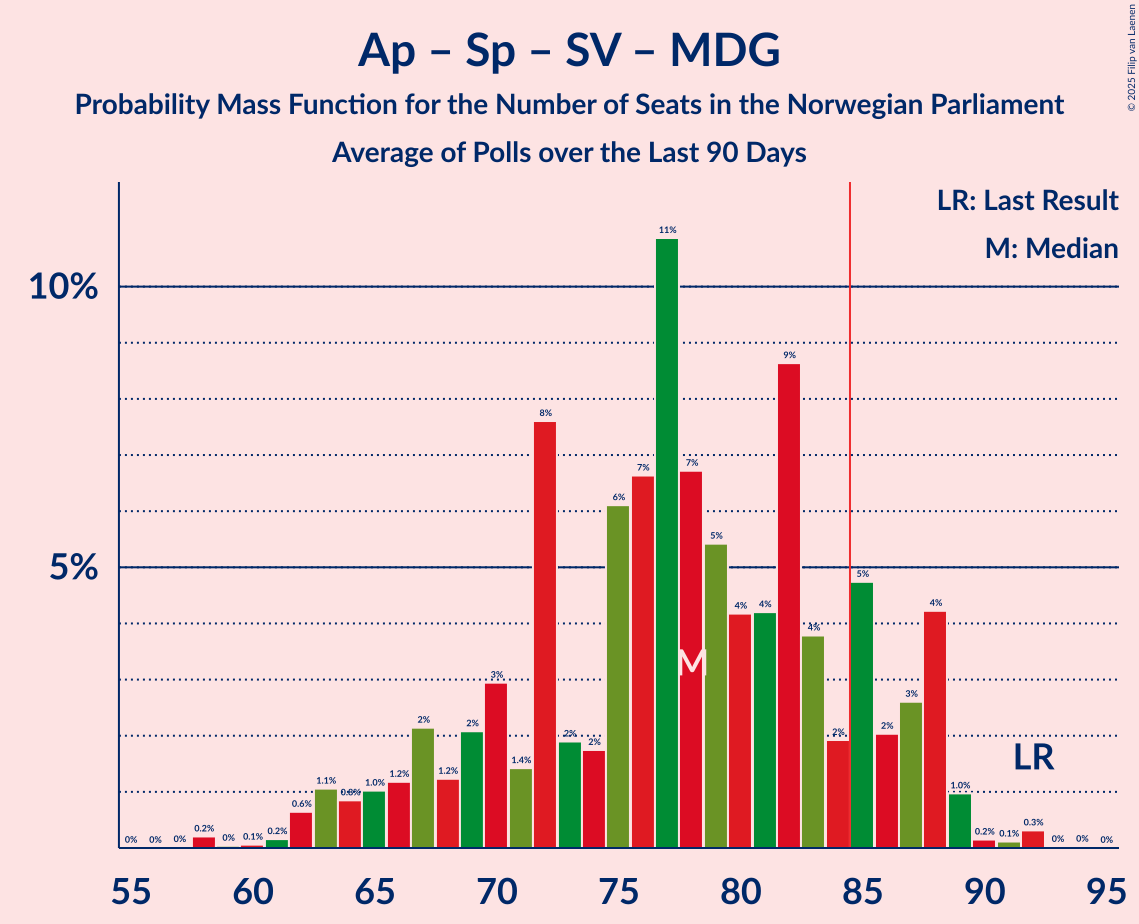 Ap – Sp – SV – MDG
Probability Mass Function for the Number of Seats in the Norwegian Parliament
Average of Polls over the Last 90 Days
© 2025 Filip van Laenen
LR: Last Result
M: Median
10%
5%
0% 0% 0% 0.2% 0% 0.1% 0.2% 0.6% 1.1% 0.8% 1.0% 1.2% 2% 1.2% 2% 3% 1.4% 8% 2% 2% 6% 7% 11% 7% 5% 4% 4% 9% 4% 2% 5% 2% 3% 4% 1.0% 0.2% 0.1% 0.3% 0% 0% 0%
M
LR
55 60 65 70 75 80 85 90 95